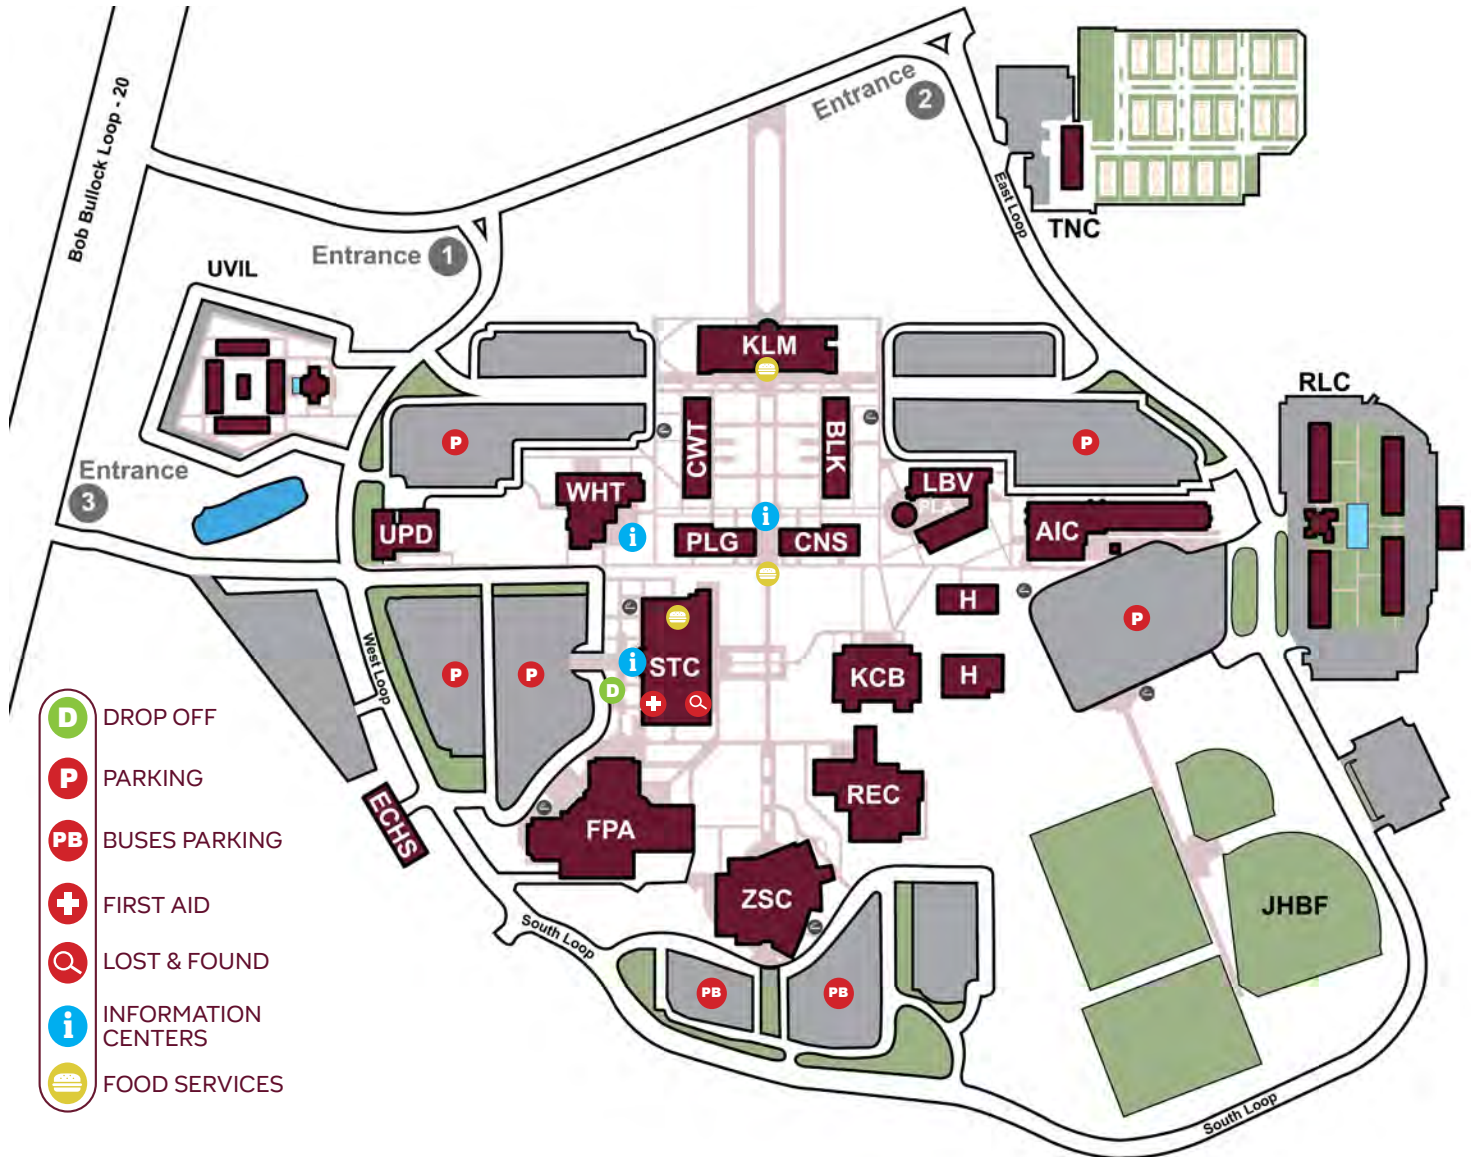 Bob Bullock Loop - 20
Entrance
2
East Loop
TNC
Entrance
1
UVIL
KLM
RLC
CWT
BLK
P
P
Entrance
3
WHT
LBV
PLA
UPD
i
i
PLG
CNS
AIC
H
P
West Loop
P
P
i
STC
D
KCB
H
REC
ECHS
FPA
ZSC
JHBF
South Loop
PB
PB
South Loop
D
DROP OFF
P
PARKING
PB
BUSES PARKING
FIRST AID
LOST & FOUND
i
INFORMATION
CENTERS
FOOD SERVICES